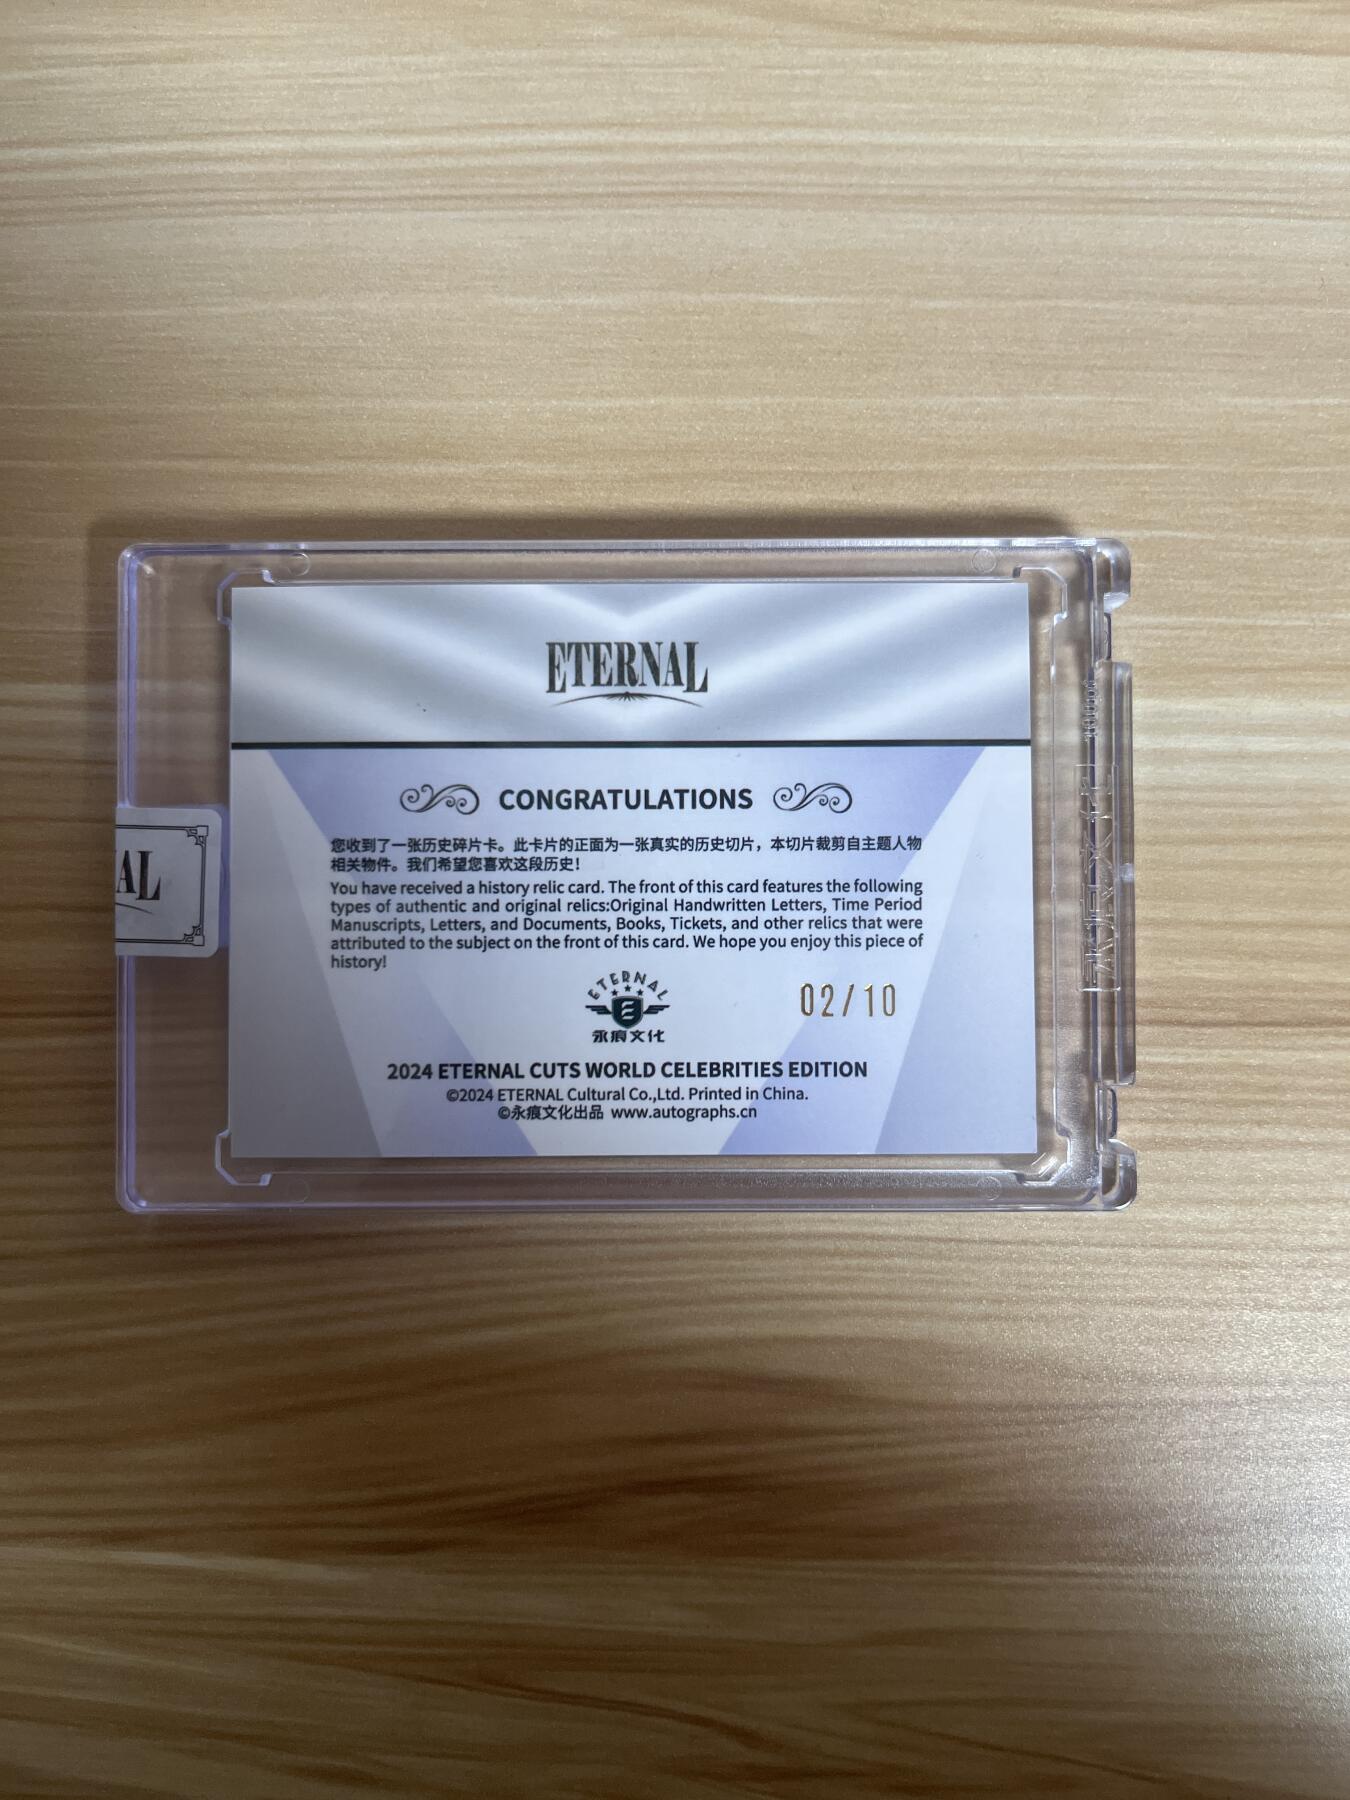 ETERNAL
CONGRATULATIONS
您收到了一张历史碎片卡。此卡片的正面为一张真实的历史切片，本切片裁剪自主题人物
相关物件。我们希望您喜欢这段历史！
You have received a history relic card. The front of this card features the following
types of authentic and original relics:Original Handwritten Letters, Time Period
Manuscripts, Letters, and Documents, Books, Tickets, and other relics that were
attributed to the subject on the front of this card. We hope you enjoy this piece of
history!
ETERNAL
永痕文化
02/10
2024 ETERNAL CUTS WORLD CELEBRITIES EDITION
©2024 ETERNAL Cultural Co.,Ltd. Printed in China.
©永痕文化出品 www.autographs.cn
AL